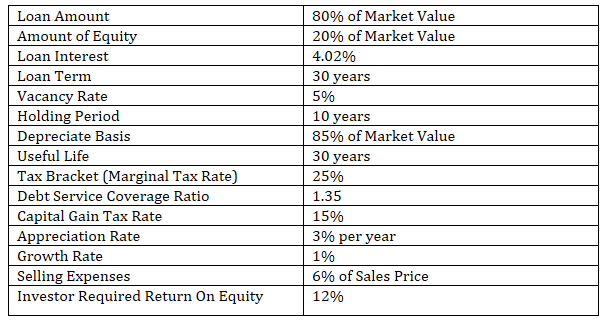 Loan Amount 80% of Market Value
Amount of Equity 20% of Market Value
Loan Interest 4.02%
Loan Term 30 years
Vacancy Rate 5%
Holding Period 10 years
Depreciate Basis 85% of Market Value
Useful Life 30 years
Tax Bracket (Marginal Tax Rate) 25%
Debt Service Coverage Ratio 1.35
Capital Gain Tax Rate 15%
Appreciation Rate 3% per year
Growth Rate 1%
Selling Expenses 6% of Sales Price
Investor Required Return On Equity 12%